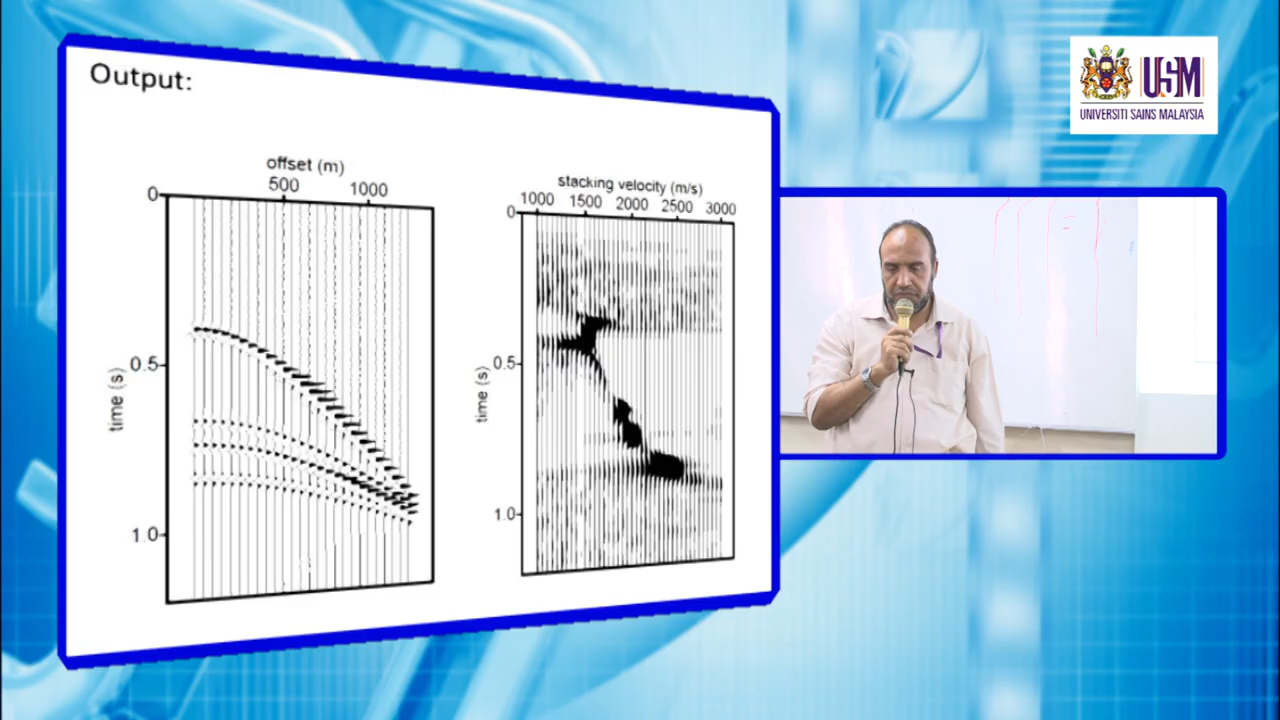 Output:
offset (m)
500 1000
0
0.5
1.0
time (s)
stacking velocity (m/s)
1000 1500 2000 2500 3000
0
0.5
1.0
time (s)
USM
UNIVERSITI SAINS MALAYSIA